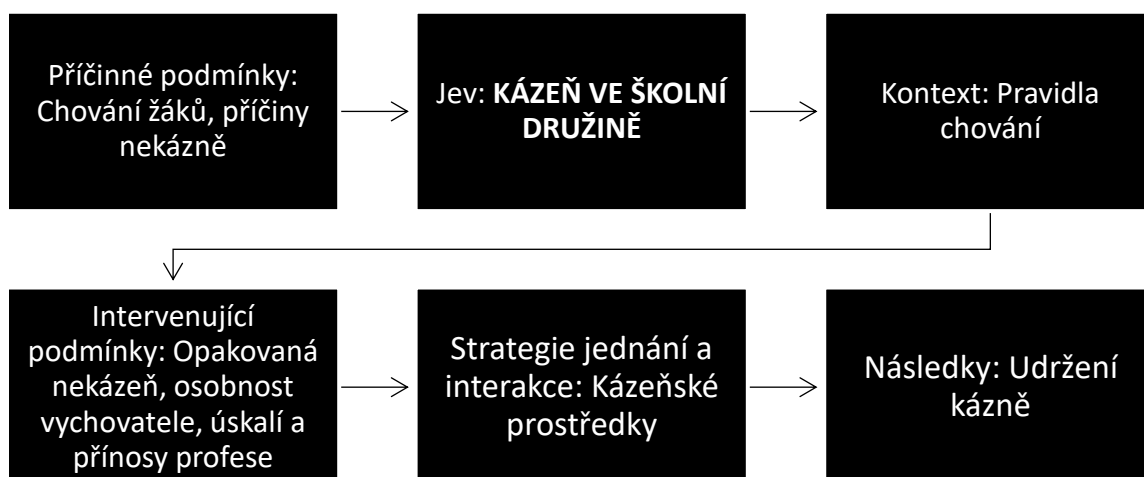 Příčinné podmínky:
Chování žáků, příčiny
nekázně
Jev: KÁZEŇ VE ŠKOLNÍ
DRUŽINĚ
Kontext: Pravidla
chování
Intervenující
podmínky: Opakovaná
nekázeň, osobnost
vychovatele, úskalí a
přínosy profese
Strategie jednání a
interakce: Kázeňské
prostředky
Následky: Udržení
kázně